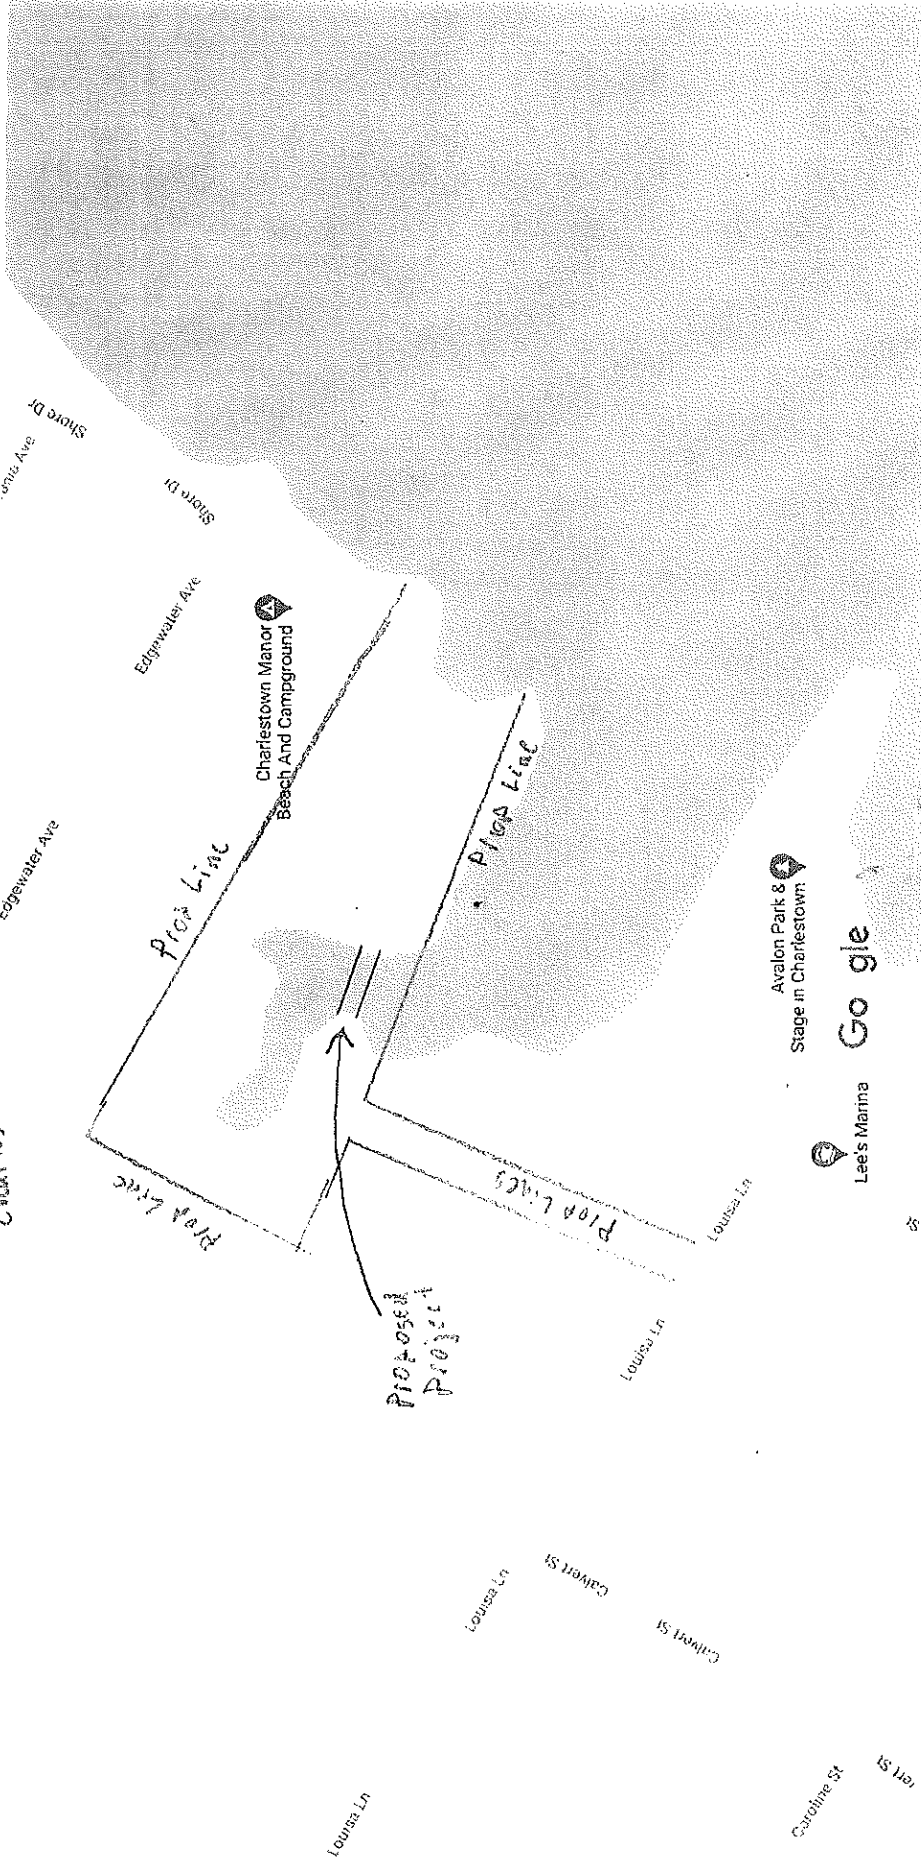 Shore Dr
Shore Dr
Edgewater Ave
Edgewater Ave
Charlestown Manor
Beach And Campground
Prop Line
Prop Line
Prop Line
Prop Lines
Proposed
Project
Louisa Ln
Louisa Ln
Louisa Ln
Louisa Ln
Calvert St
Calvert St
Caroline St
Avalon Park &
Stage in Charlestown
Lee's Marina
Go gle